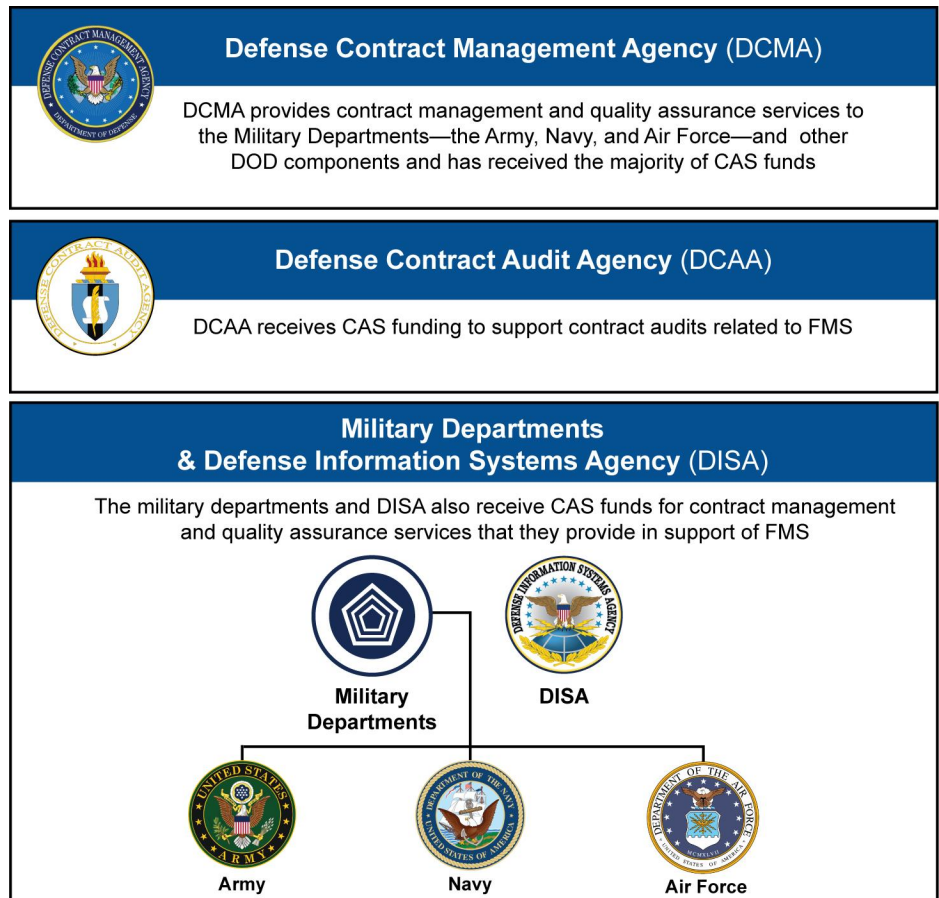 Defense Contract Management Agency (DCMA)
DEFENSE CONTRACT MANAGEMENT AGENCY
DEPARTMENT OF DEFENSE
DCMA provides contract management and quality assurance services to
the Military Departments—the Army, Navy, and Air Force—and other
DOD components and has received the majority of CAS funds
Defense Contract Audit Agency (DCAA)
DEFENSE CONTRACT AUDIT AGENCY
DCAA receives CAS funding to support contract audits related to FMS
Military Departments
& Defense Information Systems Agency (DISA)
The military departments and DISA also receive CAS funds for contract management
and quality assurance services that they provide in support of FMS
DEFENSE INFORMATION SYSTEMS AGENCY
Military
Departments
DISA
UNITED STATES
ARMY
DEPARTMENT OF THE NAVY
UNITED STATES OF AMERICA
DEPARTMENT OF THE AIR FORCE
MCMXLVII
UNITED STATES OF AMERICA
Army
Navy
Air Force